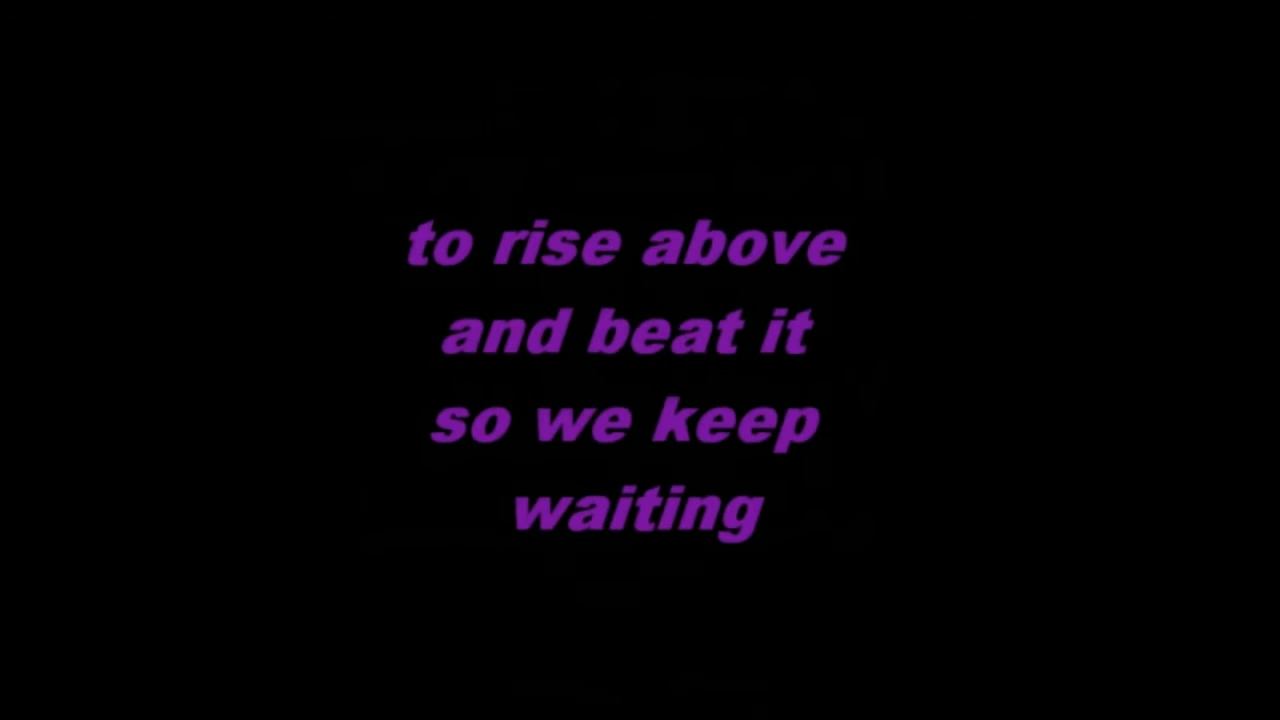 to rise above
and beat it
so we keep
waiting